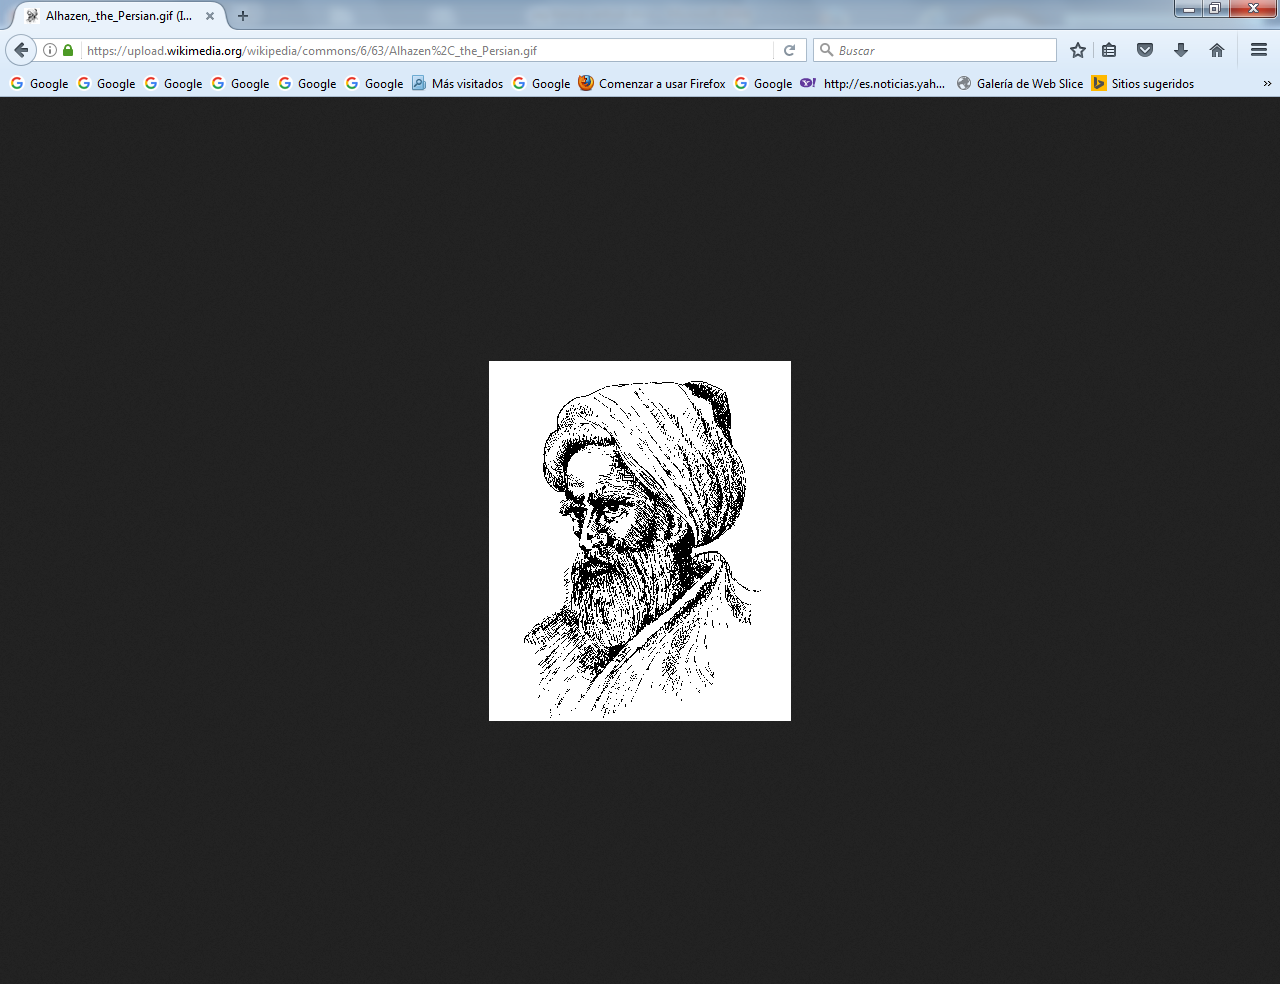 Alhazen,_the_Persian.gif (I...
https://upload.wikimedia.org/wikipedia/commons/6/63/Alhazen%2C_the_Persian.gif
Buscar
Google Google Google Google Google Google Más visitados Google Comenzar a usar Firefox Google http://es.noticias.yah... Galería de Web Slice Sitios sugeridos